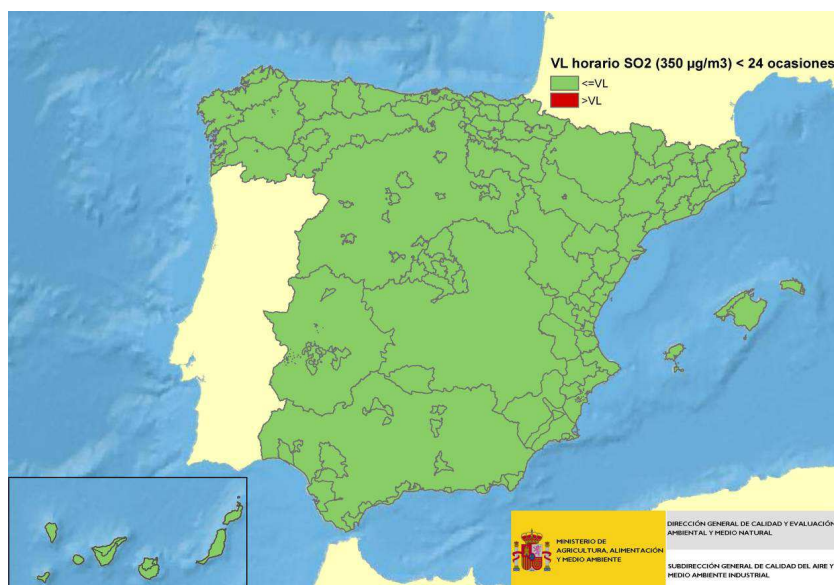 VL horario SO2 (350 µg/m3) < 24 ocasiones
<=VL
>VL
MINISTERIO DE
AGRICULTURA, ALIMENTACIÓN
Y MEDIO AMBIENTE
DIRECCIÓN GENERAL DE CALIDAD Y EVALUACIÓN
AMBIENTAL Y MEDIO NATURAL
SUBDIRECCIÓN GENERAL DE CALIDAD DEL AIRE Y
MEDIO AMBIENTE INDUSTRIAL